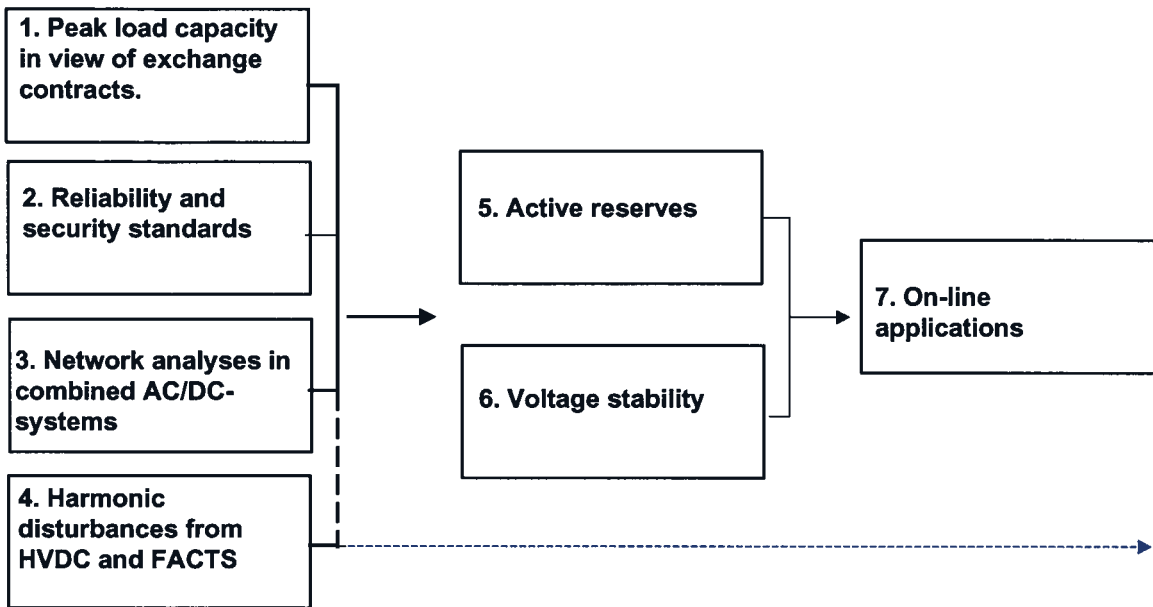 1. Peak load capacity
in view of exchange
contracts.
2. Reliability and
security standards
3. Network analyses in
combined AC/DC-
systems
4. Harmonic
disturbances from
HVDC and FACTS
5. Active reserves
6. Voltage stability
7. On-line
applications